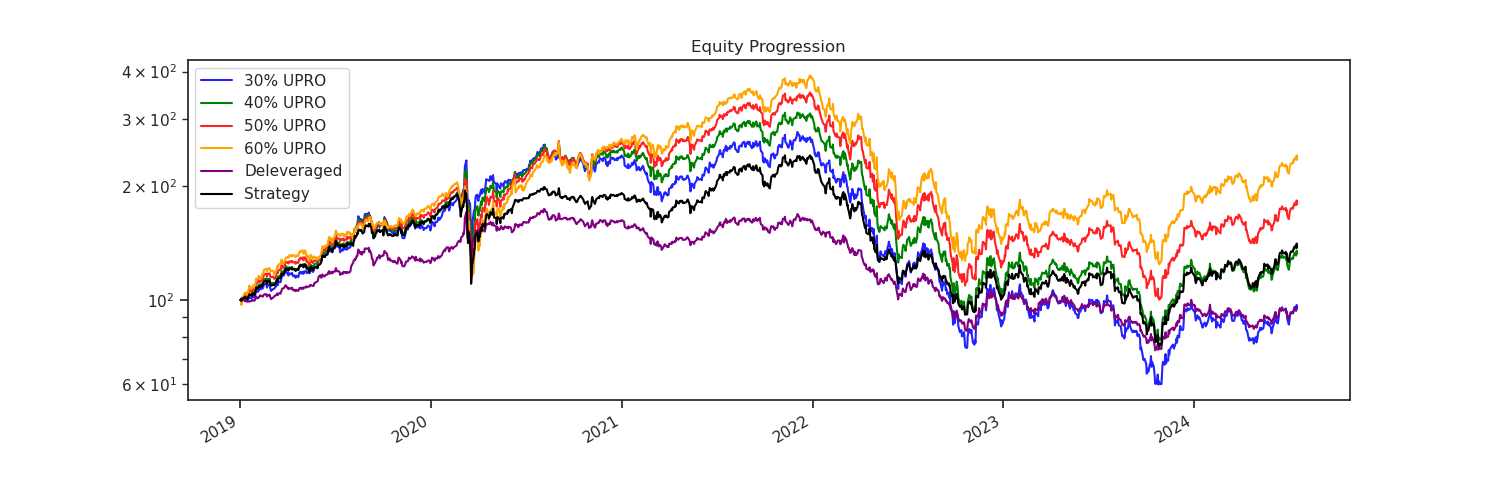 Equity Progression
30% UPRO
40% UPRO
50% UPRO
60% UPRO
Deleveraged
Strategy
4 × 10²
3 × 10²
2 × 10²
10²
6 × 10¹
2019
2020
2021
2022
2023
2024